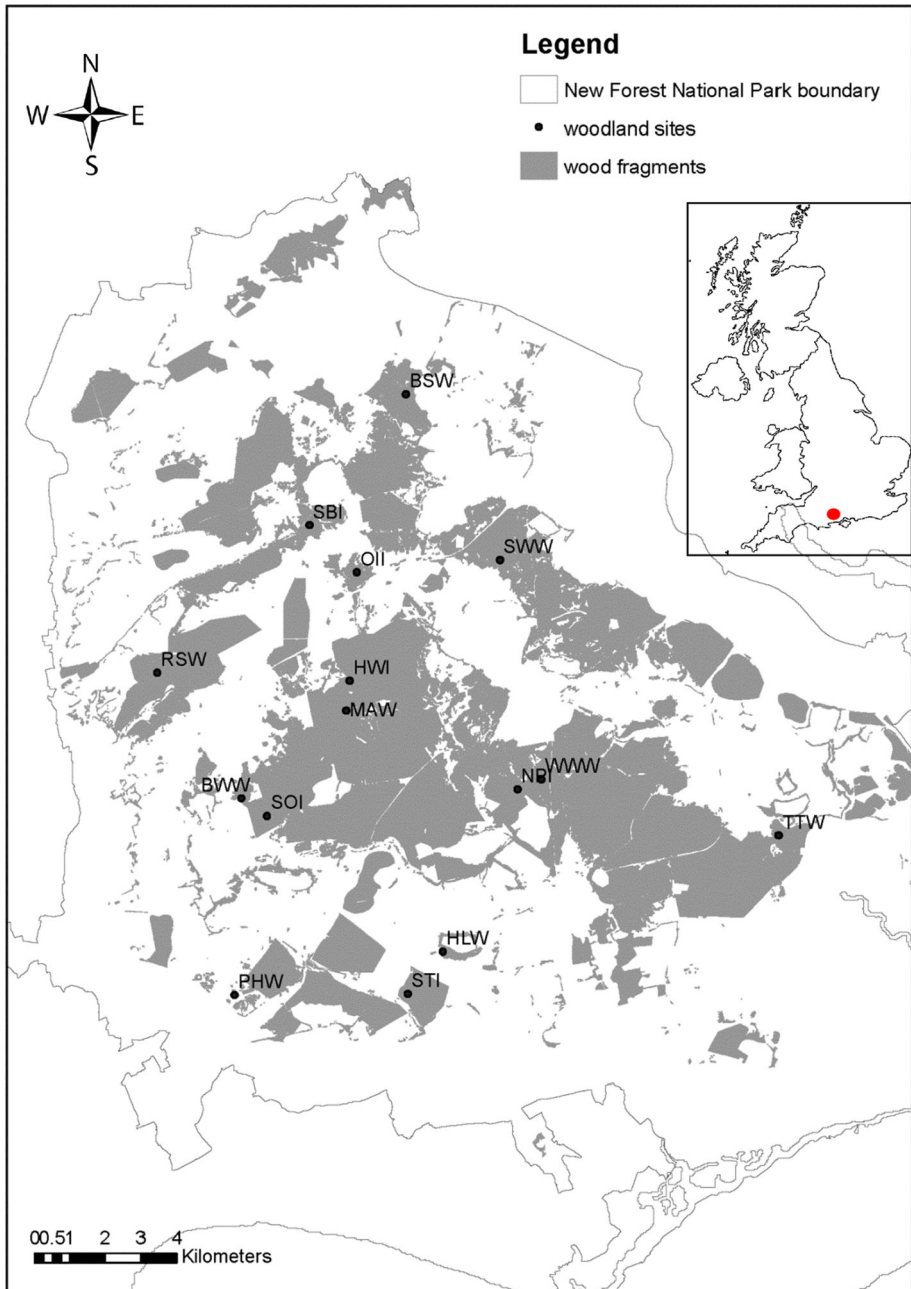 Legend
N
New Forest National Park boundary
W E
woodland sites
S
wood fragments
BSW
SBI
SWW
OII
RSW
HWI
MAW
WWW
NPI
BWW
SOI
TTW
HLW
STI
PHW
00.51 2 3 4
Kilometers